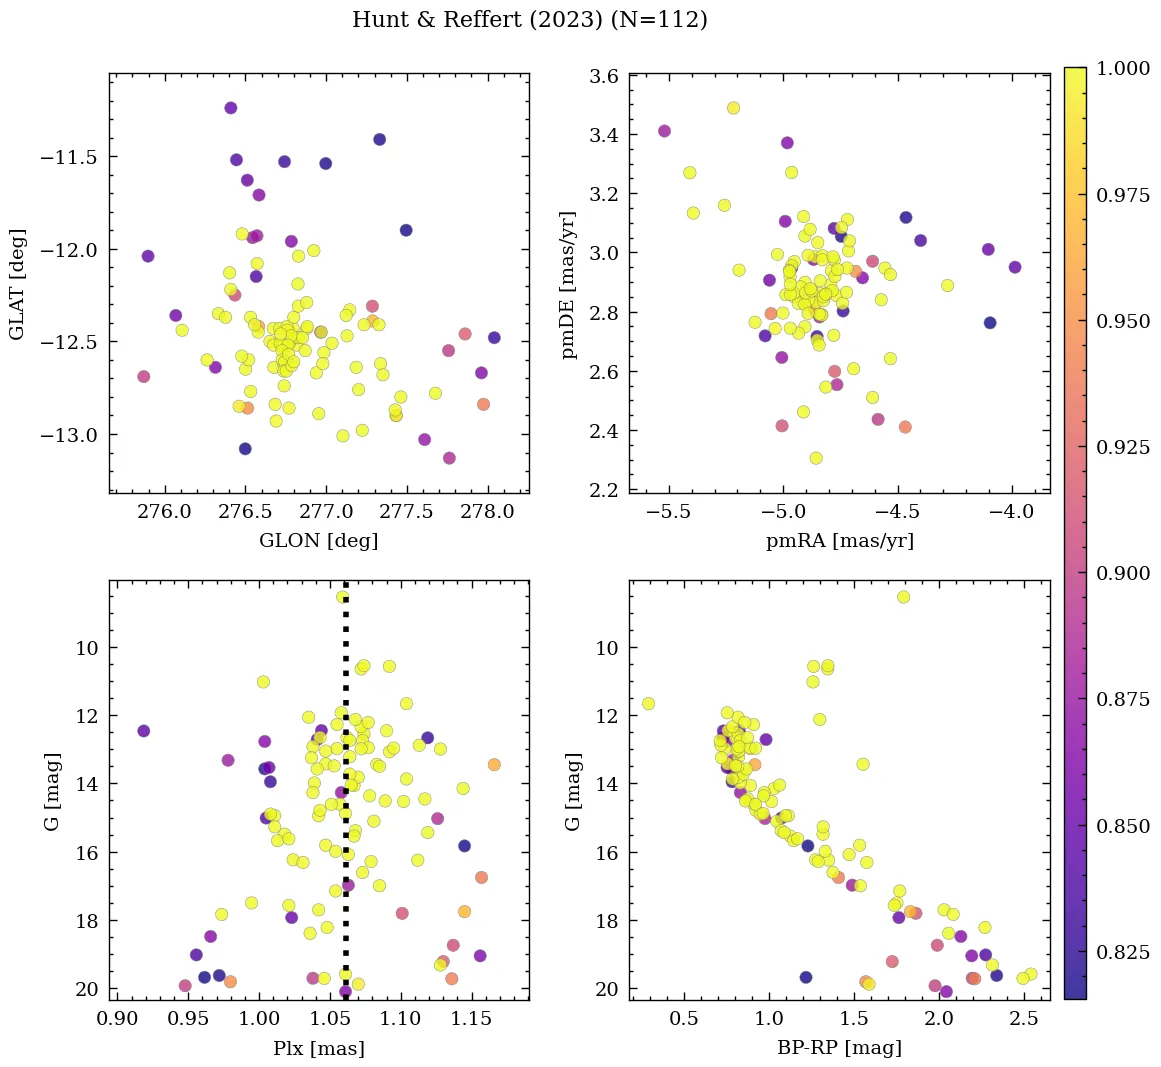 Hunt & Reffert (2023) (N=112)
GLAT [deg]
−11.5
−12.0
−12.5
−13.0
276.0 276.5 277.0 277.5 278.0
GLON [deg]
pmDE [mas/yr]
3.6
3.4
3.2
3.0
2.8
2.6
2.4
2.2
−5.5 −5.0 −4.5 −4.0
pmRA [mas/yr]
G [mag]
10
12
14
16
18
20
0.90 0.95 1.00 1.05 1.10 1.15
Plx [mas]
G [mag]
10
12
14
16
18
20
0.5 1.0 1.5 2.0 2.5
BP-RP [mag]
1.000
0.975
0.950
0.925
0.900
0.875
0.850
0.825